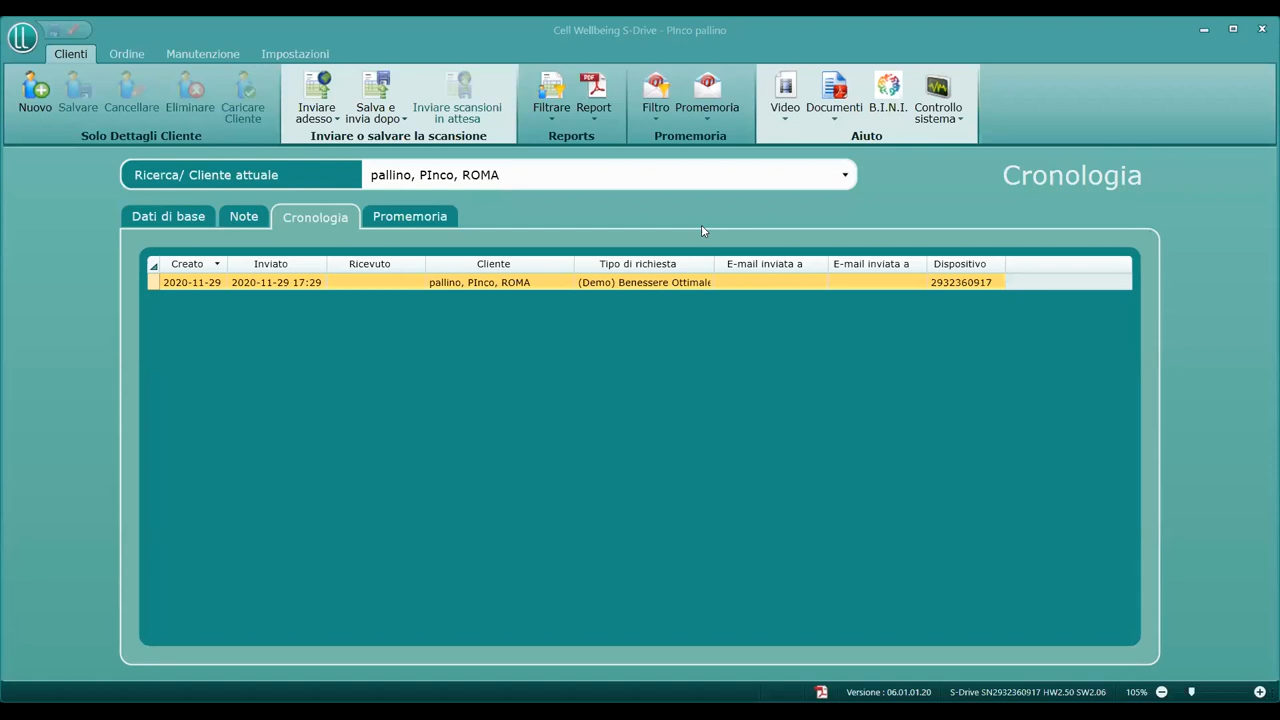 Cell Wellbeing S-Drive - PInco pallino
Clienti Ordine Manutenzione Impostazioni
Nuovo Salvare Cancellare Eliminare Caricare Cliente
Solo Dettagli Cliente
Inviare adesso Salva e invia dopo Inviare scansioni in attesa
Inviare o salvare la scansione
Filtrare Report
Reports
Filtro Promemoria
Promemoria
Video Documenti B.I.N.I. Controllo sistema
Aiuto
Ricerca/ Cliente attuale pallino, PInco, ROMA
Cronologia
Dati di base Note Cronologia Promemoria
Creato Inviato Ricevuto Cliente Tipo di richiesta E-mail inviata a E-mail inviata a Dispositivo
2020-11-29 2020-11-29 17:29 pallino, PInco, ROMA (Demo) Benessere Ottimale 2932360917
Versione : 06.01.01.20 S-Drive SN2932360917 HW2.50 SW2.06 105%